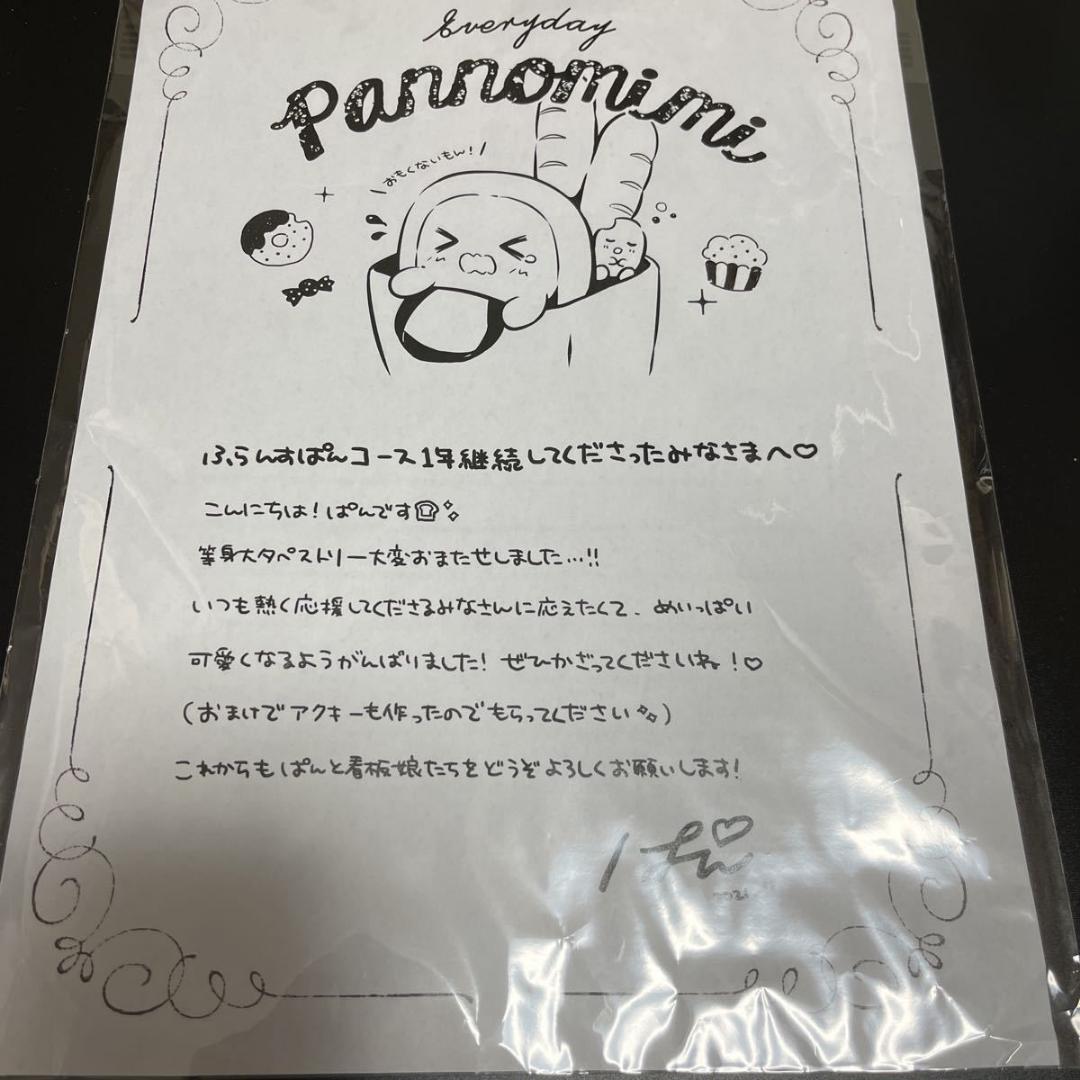 Everyday
Pannomimi
おもくないもん!
ふらんすぱんコース1年継続してくださったみなさまへ♡
こんにちは!ぱんです
等身大タペストリー大変おまたせしました…!!
いつも熱く応援してくださるみなさんに応えたくて、めいっぱい
可愛くなるようがんばりました!ぜひかざってくださいね!♡
(おまけでアクキーも作ったのでもらってください)
これからもぱんと看板娘たちをどうぞよろしくお願いします!